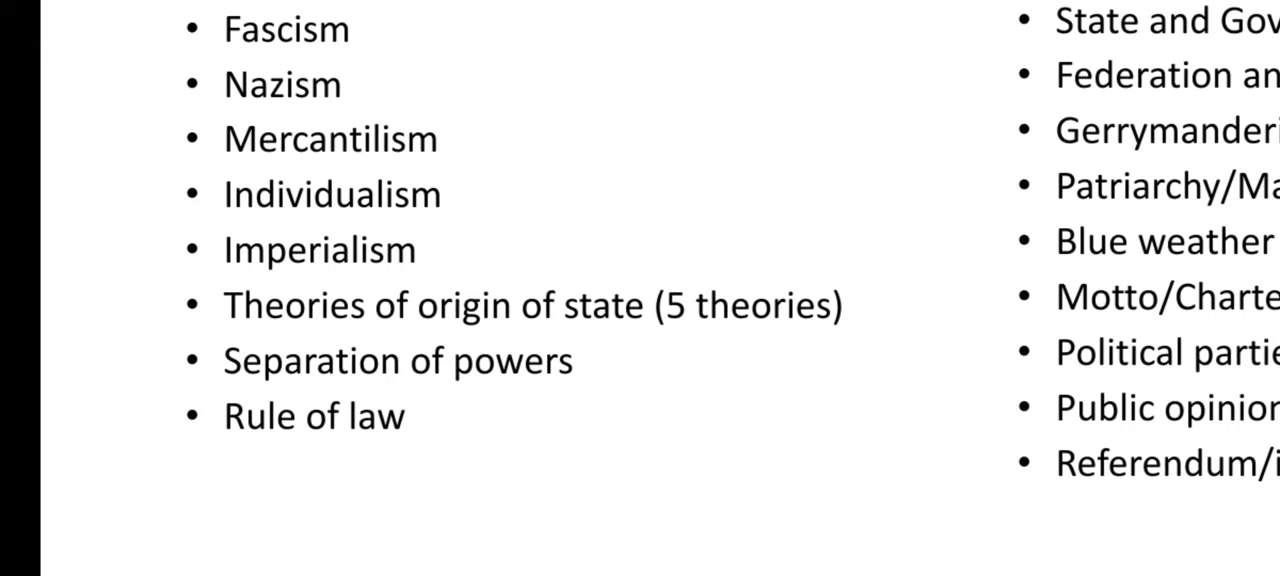 • Fascism
• Nazism
• Mercantilism
• Individualism
• Imperialism
• Theories of origin of state (5 theories)
• Separation of powers
• Rule of law
• State and Gov
• Federation an
• Gerrymanderi
• Patriarchy/Ma
• Blue weather
• Motto/Charte
• Political partie
• Public opinion
• Referendum/i